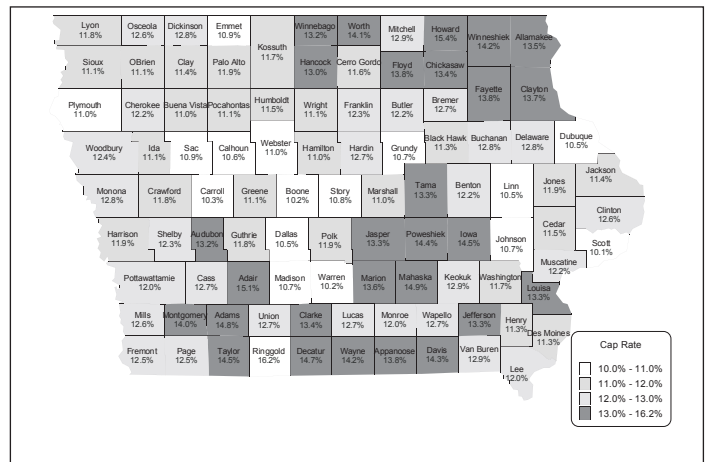 Lyon
11.8%
Osceola
12.6%
Dickinson
12.8%
Emmet
10.9%
Winnebago
13.2%
Worth
14.1%
Mitchell
12.9%
Howard
15.4%
Winneshiek
14.2%
Allamakee
13.5%
Kossuth
11.7%
Sioux
11.1%
OBrien
11.1%
Clay
11.4%
Palo Alto
11.9%
Hancock
13.0%
Cerro Gordo
11.6%
Floyd
13.8%
Chickasaw
13.4%
Fayette
13.8%
Clayton
13.7%
Plymouth
11.0%
Cherokee
12.2%
Buena Vista
11.0%
Pocahontas
11.1%
Humboldt
11.5%
Wright
11.1%
Franklin
12.3%
Butler
12.2%
Bremer
12.7%
Woodbury
12.4%
Ida
11.1%
Sac
10.9%
Calhoun
10.6%
Webster
11.0%
Hamilton
11.0%
Hardin
12.7%
Grundy
10.7%
Black Hawk
11.3%
Buchanan
12.8%
Delaware
12.8%
Dubuque
10.5%
Monona
12.8%
Crawford
11.8%
Carroll
10.3%
Greene
11.1%
Boone
10.2%
Story
10.8%
Marshall
11.0%
Tama
13.3%
Benton
12.2%
Linn
10.5%
Jones
11.9%
Jackson
11.4%
Clinton
12.6%
Harrison
11.9%
Shelby
12.3%
Audubon
13.2%
Guthrie
11.8%
Dallas
10.5%
Polk
11.9%
Jasper
13.3%
Poweshiek
14.4%
Iowa
14.5%
Johnson
10.7%
Cedar
11.5%
Scott
10.1%
Muscatine
12.2%
Pottawattamie
12.0%
Cass
12.7%
Adair
15.1%
Madison
10.7%
Warren
10.2%
Marion
13.6%
Mahaska
14.9%
Keokuk
12.9%
Washington
11.7%
Louisa
13.3%
Mills
12.6%
Montgomery
14.0%
Adams
14.8%
Union
12.7%
Clarke
13.4%
Lucas
12.7%
Monroe
12.0%
Wapello
12.7%
Jefferson
13.3%
Henry
11.3%
Des Moines
11.3%
Fremont
12.5%
Page
12.5%
Taylor
14.5%
Ringgold
16.2%
Decatur
14.7%
Wayne
14.2%
Appanoose
13.8%
Davis
14.3%
Van Buren
12.9%
Lee
12.0%
Cap Rate
10.0% - 11.0%
11.0% - 12.0%
12.0% - 13.0%
13.0% - 16.2%